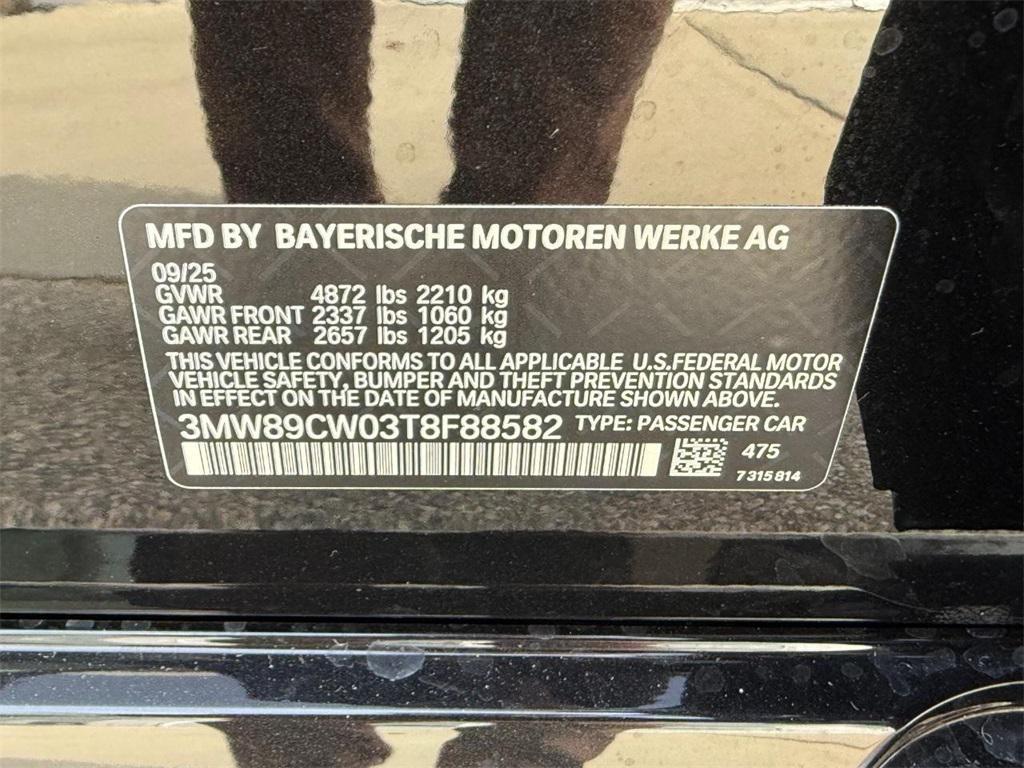 MFD BY BAYERISCHE MOTOREN WERKE AG
09/25
GVWR 4872 lbs 2210 kg
GAWR FRONT 2337 lbs 1060 kg
GAWR REAR 2657 lbs 1205 kg
THIS VEHICLE CONFORMS TO ALL APPLICABLE U.S.FEDERAL MOTOR
VEHICLE SAFETY, BUMPER AND THEFT PREVENTION STANDARDS
IN EFFECT ON THE DATE OF MANUFACTURE SHOWN ABOVE.
3MW89CW03T8F88582 TYPE: PASSENGER CAR
475
7315814